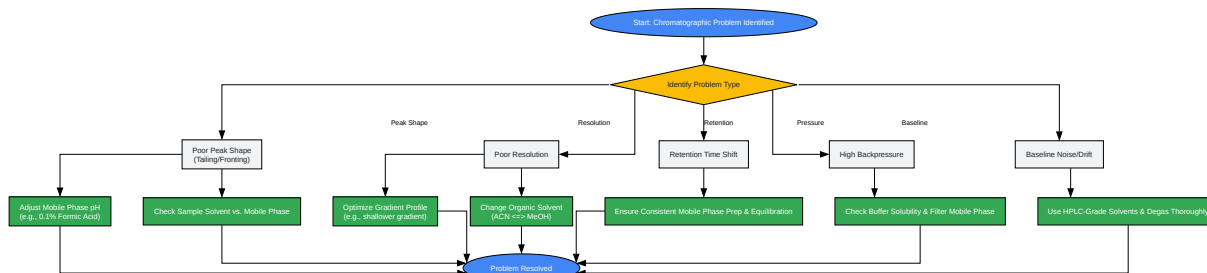 Start: Chromatographic Problem Identified
Identify Problem Type
Peak Shape
Resolution
Retention
Pressure
Baseline
Poor Peak Shape
(Tailing/Fronting)
Poor Resolution
Retention Time Shift
High Backpressure
Baseline Noise/Drift
Adjust Mobile Phase pH
(e.g., 0.1% Formic Acid)
Check Sample Solvent vs. Mobile Phase
Optimize Gradient Profile
(e.g., shallower gradient)
Change Organic Solvent
(ACN <=> MeOH)
Ensure Consistent Mobile Phase Prep & Equilibration
Check Buffer Solubility & Filter Mobile Phase
Use HPLC-Grade Solvents & Degas Thoroughly
Problem Resolved